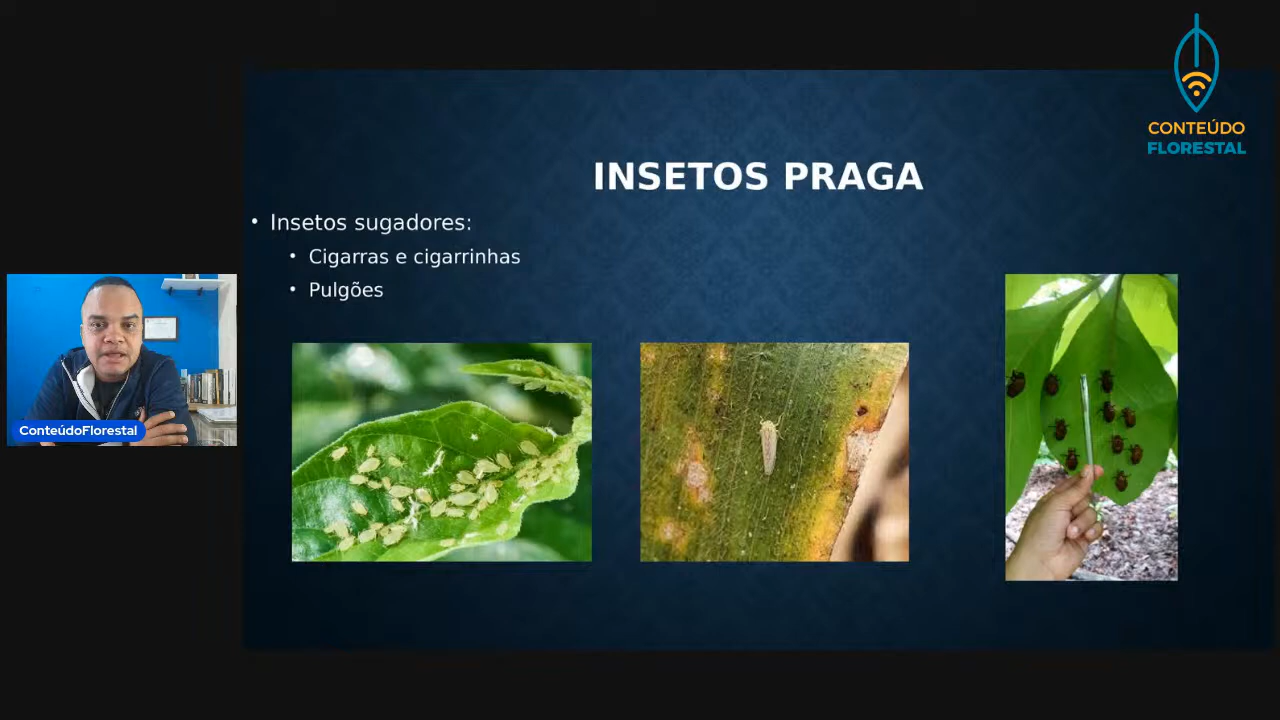 CONTEÚDO
FLORESTAL
INSETOS PRAGA
• Insetos sugadores:
• Cigarras e cigarrinhas
• Pulgões
ConteúdoFlorestal